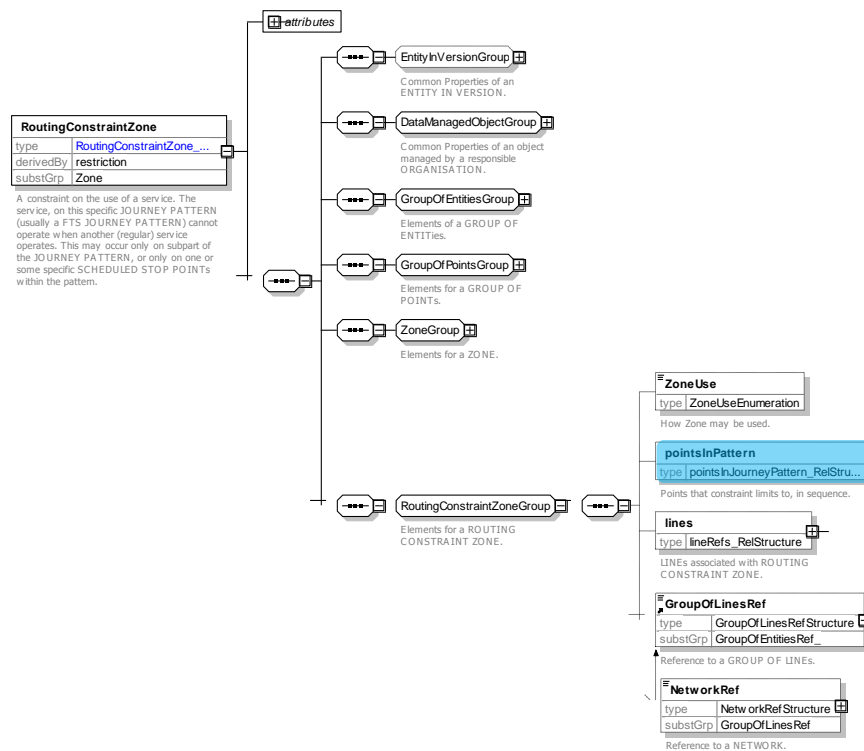 attributes
EntityInVersionGroup
Common Properties of an
ENTITY IN VERSION.
RoutingConstraintZone
type RoutingConstraintZone_...
derivedBy restriction
substGrp Zone
A constraint on the use of a service. The
service, on this specific JOURNEY PATTERN
(usually a FTS JOURNEY PATTERN) cannot
operate when another (regular) service
operates. This may occur only on subpart of
the JOURNEY PATTERN, or only on one or
some specific SCHEDULED STOP POINTs
within the pattern.
DataManagedObjectGroup
Common Properties of an object
managed by a responsible
ORGANISATION.
GroupOfEntitiesGroup
Elements of a GROUP OF
ENTITies.
GroupOfPointsGroup
Elements for a GROUP OF
POINTs.
ZoneGroup
Elements for a ZONE.
RoutingConstraintZoneGroup
Elements for a ROUTING
CONSTRAINT ZONE.
ZoneUse
type ZoneUseEnumeration
How Zone may be used.
pointsInPattern
type pointsInJourneyPattern_RelStru...
Points that constraint limits to, in sequence.
lines
type lineRefs_RelStructure
LINEs associated with ROUTING
CONSTRAINT ZONE.
GroupOfLinesRef
type GroupOfLinesRefStructure
substGrp GroupOfEntitiesRef_
Reference to a GROUP OF LINEs.
NetworkRef
type NetworkRefStructure
substGrp GroupOfLinesRef
Reference to a NETWORK.